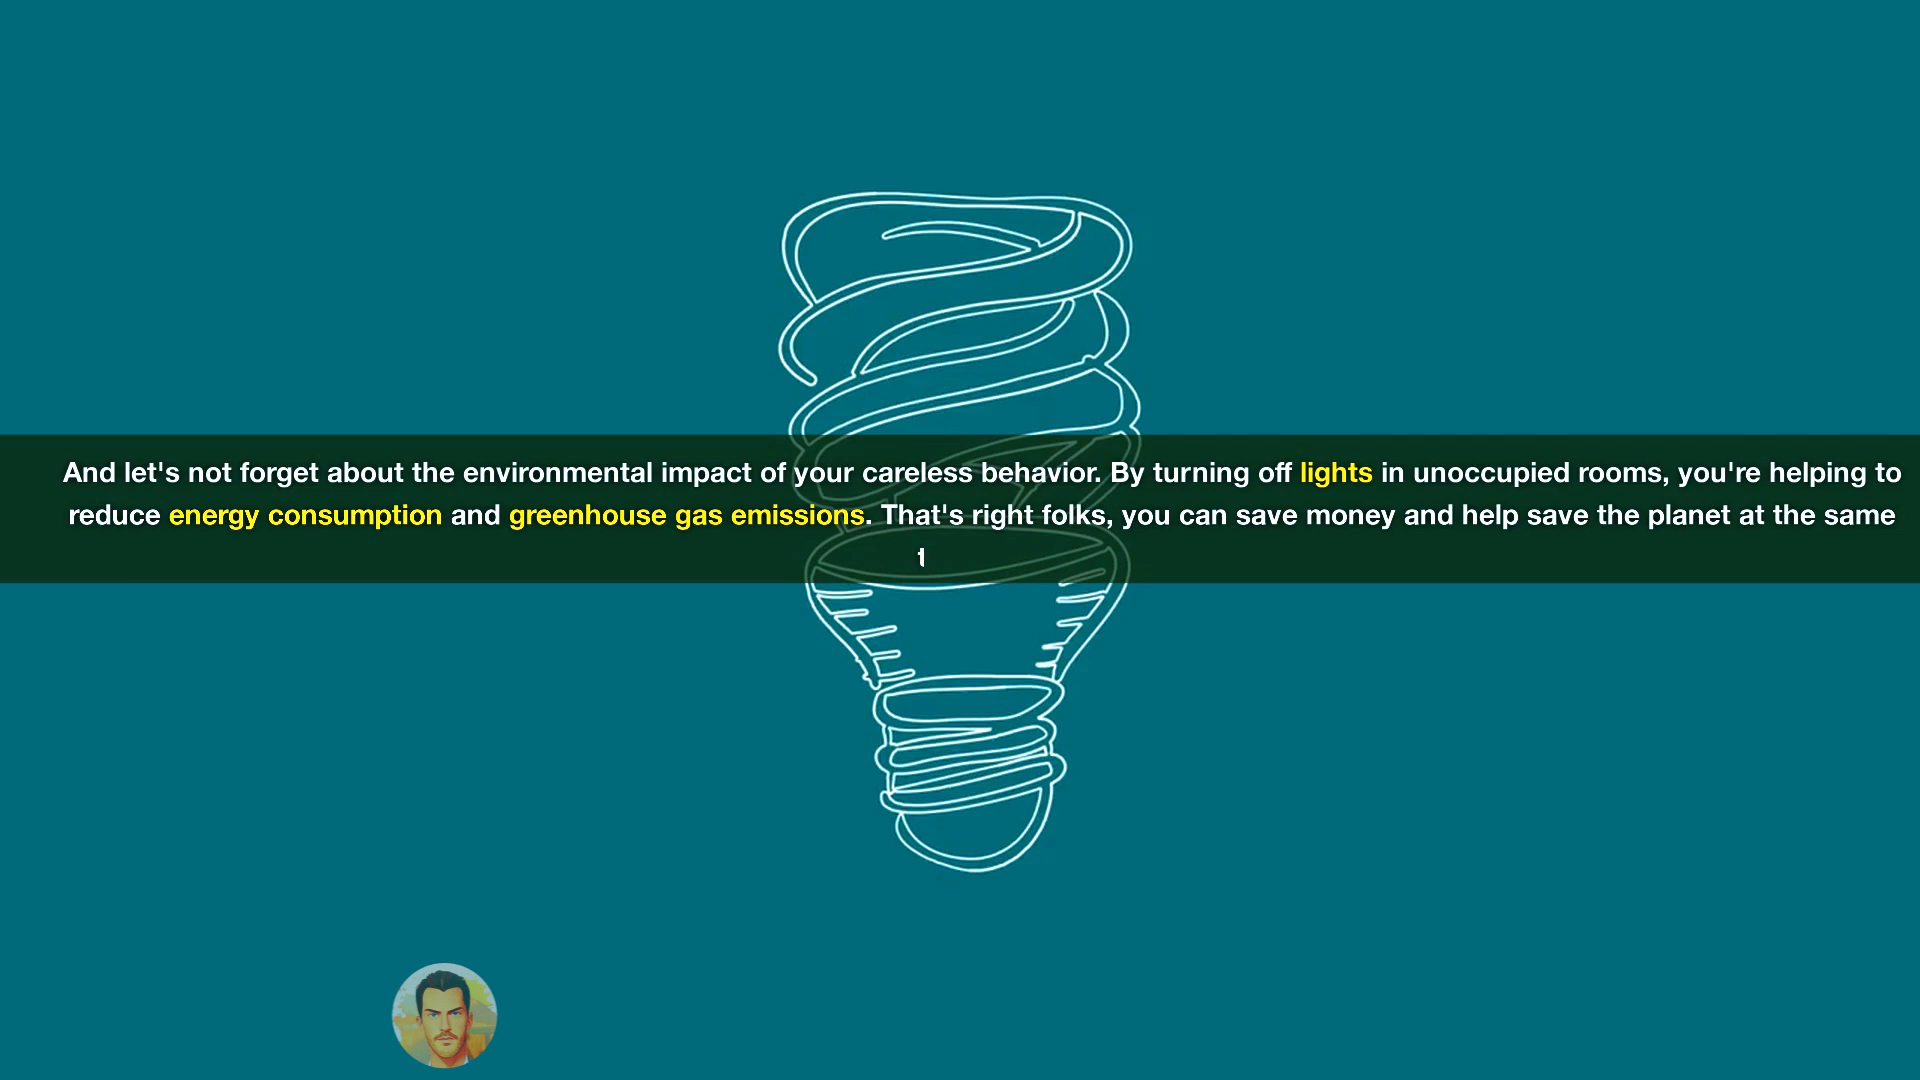 And let's not forget about the environmental impact of your careless behavior. By turning off lights in unoccupied rooms, you're helping to
reduce energy consumption and greenhouse gas emissions. That's right folks, you can save money and help save the planet at the same
t